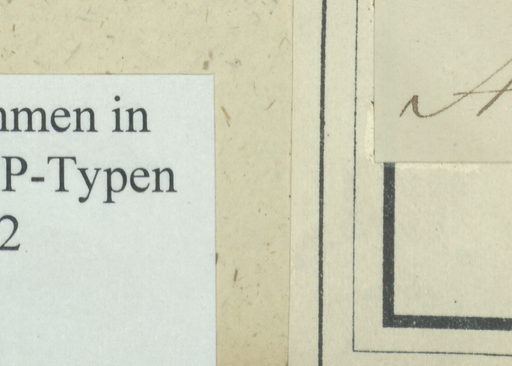 mmen in
P-Typen
2